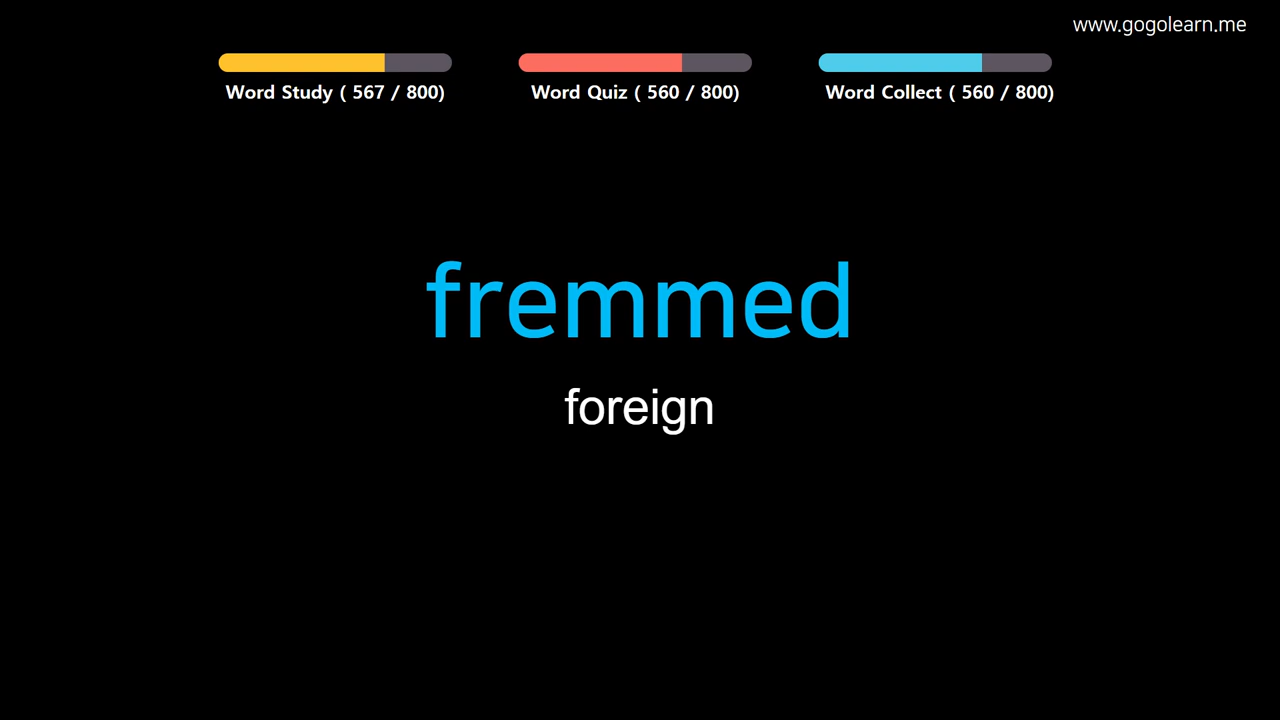 www.gogolearn.me
Word Study ( 567 / 800)
Word Quiz ( 560 / 800)
Word Collect ( 560 / 800)
fremmed
foreign